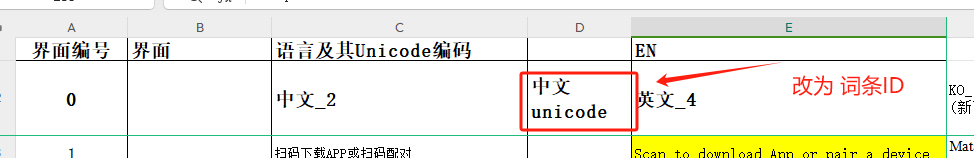 A B C D E
界面编号 界面 语言及其Unicode编码 EN
0 中文_2 中文 英文_4 KO_
unicode (新
改为 词条ID
1 扫码下载APP或扫码配对 Scan to download App or pair a device Mat